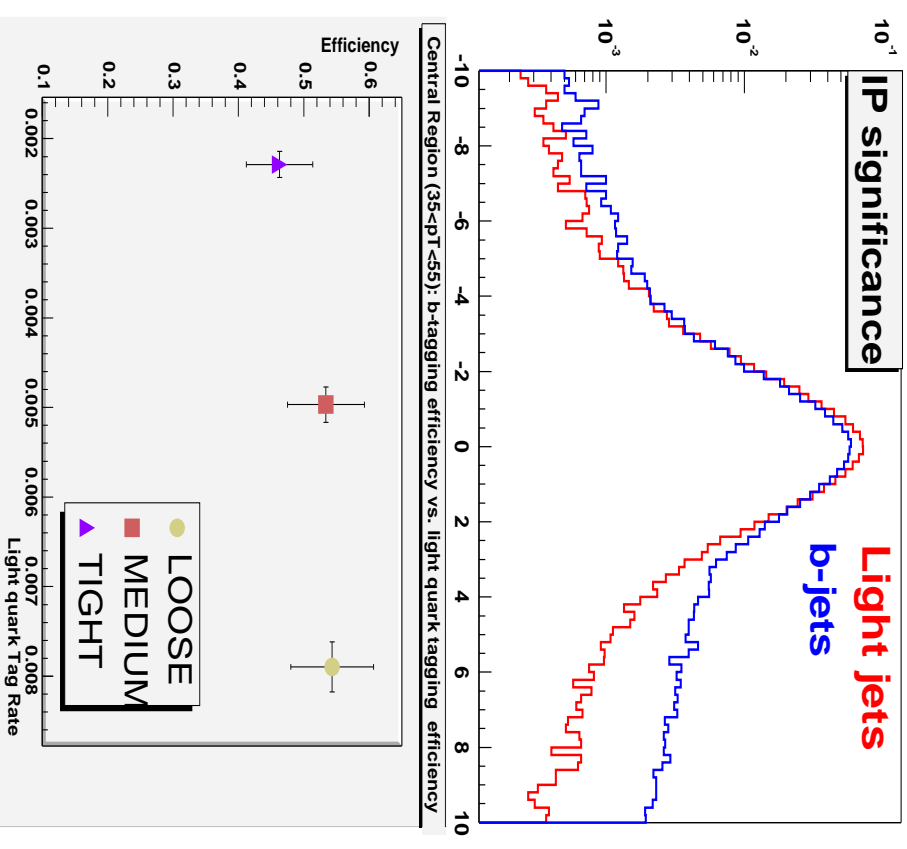 IP significance
Light jets
b-jets
10⁻¹
10⁻²
10⁻³
-10 -8 -6 -4 -2 0 2 4 6 8 10
Central Region (35<pT<55): b-tagging efficiency vs. light quark tagging efficiency
Efficiency
0.6
0.5
0.4
0.3
0.2
0.1
LOOSE
MEDIUM
TIGHT
0.002 0.003 0.004 0.005 0.006 0.007 0.008
Light quark Tag Rate